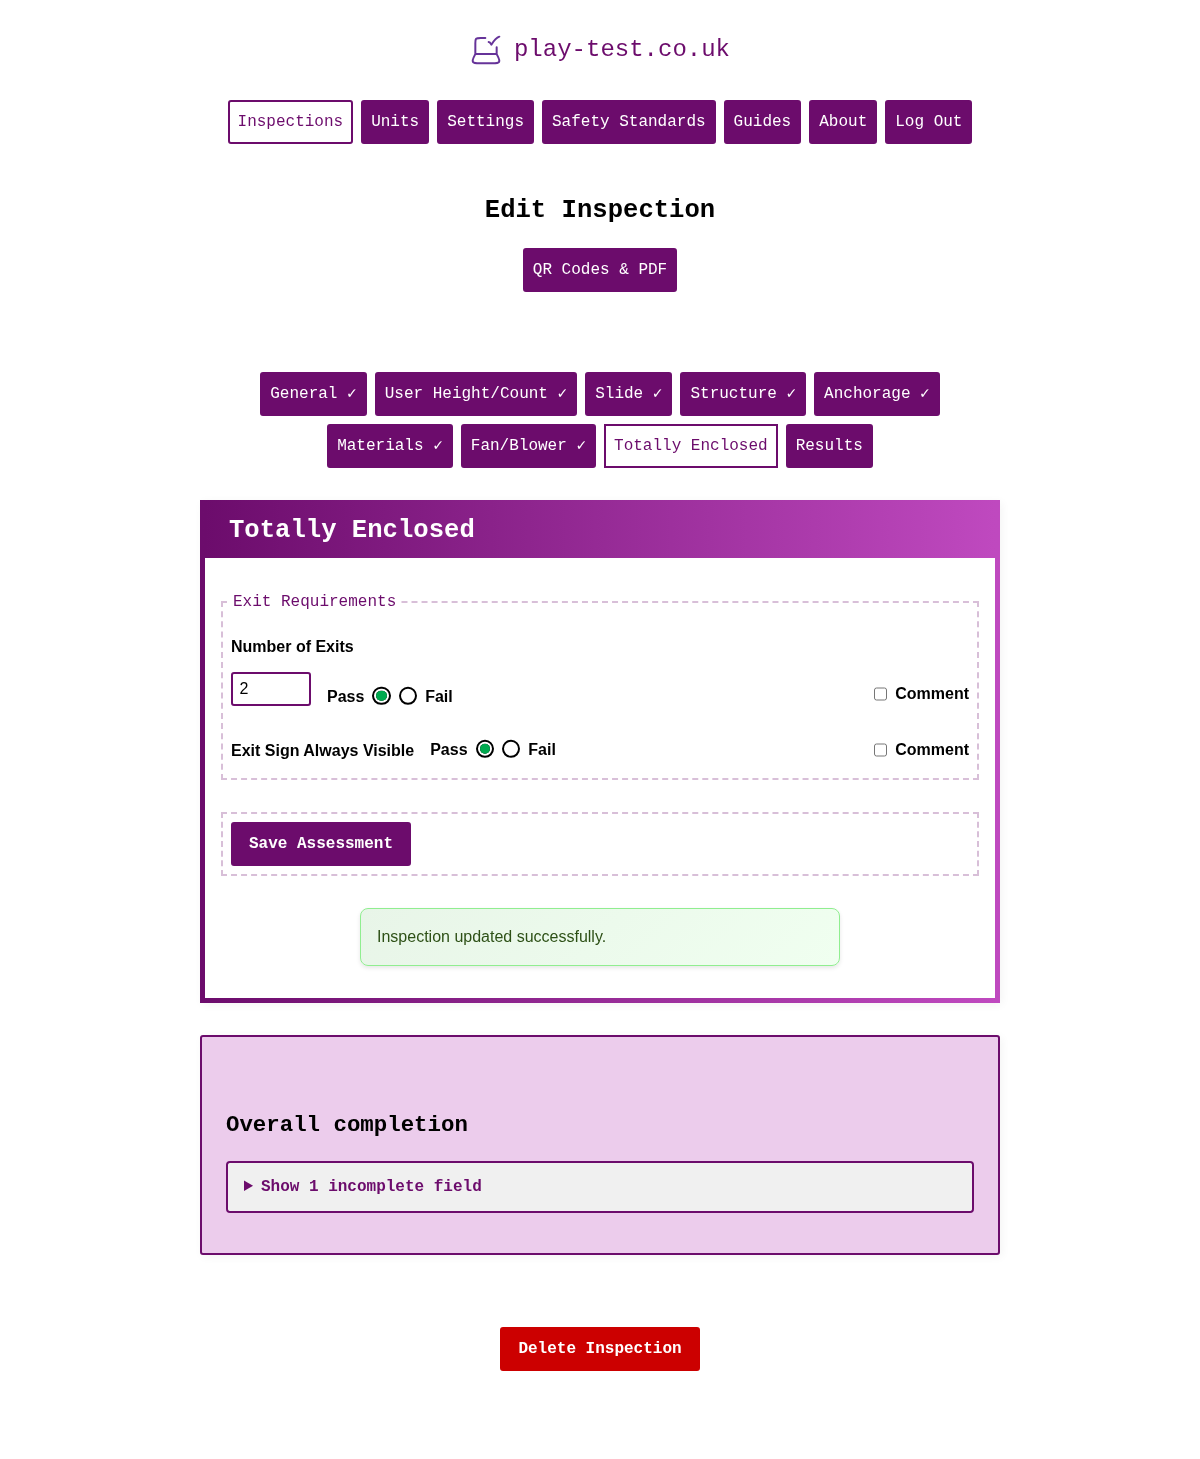 play-test.co.uk
Inspections Units Settings Safety Standards Guides About Log Out
Edit Inspection
QR Codes & PDF
General ✓ User Height/Count ✓ Slide ✓ Structure ✓ Anchorage ✓
Materials ✓ Fan/Blower ✓ Totally Enclosed Results
Totally Enclosed
Exit Requirements
Number of Exits
2 Pass Fail Comment
Exit Sign Always Visible Pass Fail Comment
Save Assessment
Inspection updated successfully.
Overall completion
▶ Show 1 incomplete field
Delete Inspection